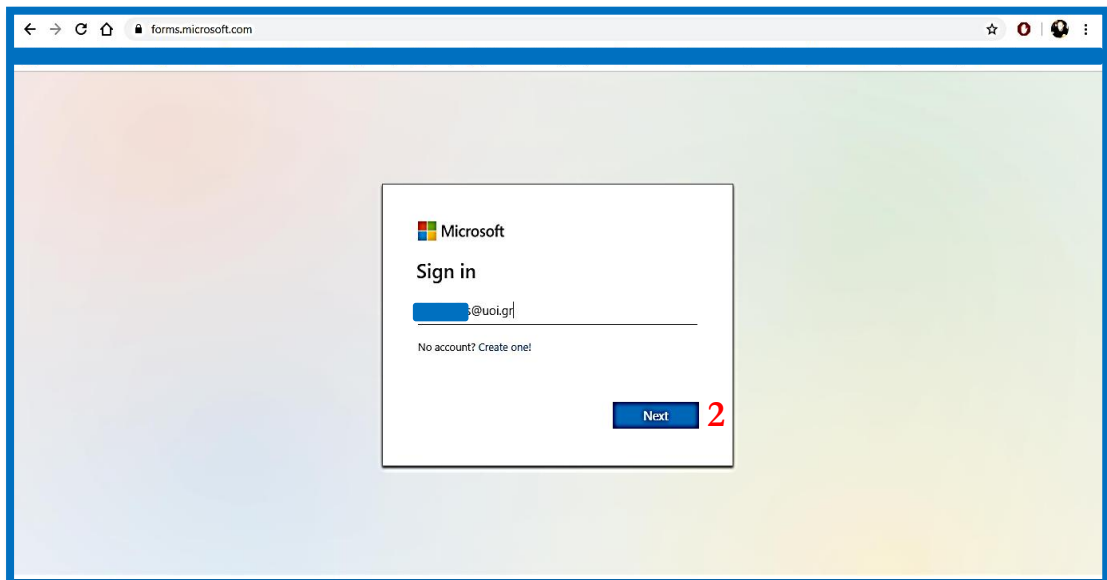 forms.microsoft.com
Microsoft
Sign in
s@uoi.gr
No account? Create one!
Next 2